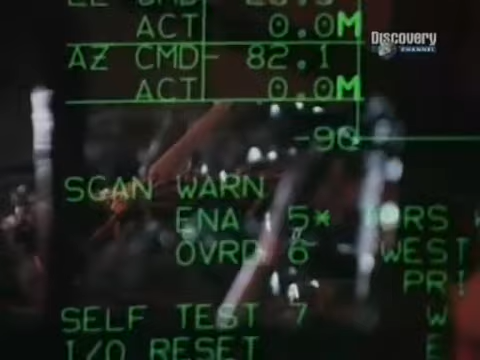 ACT 0.0M
Discovery
CHANNEL
AZ CMD- 82.1
ACT 0.0M
SCAN WARN
ENA 5*
OVRD 6 WEST
SELF TEST 7
I/O RESET